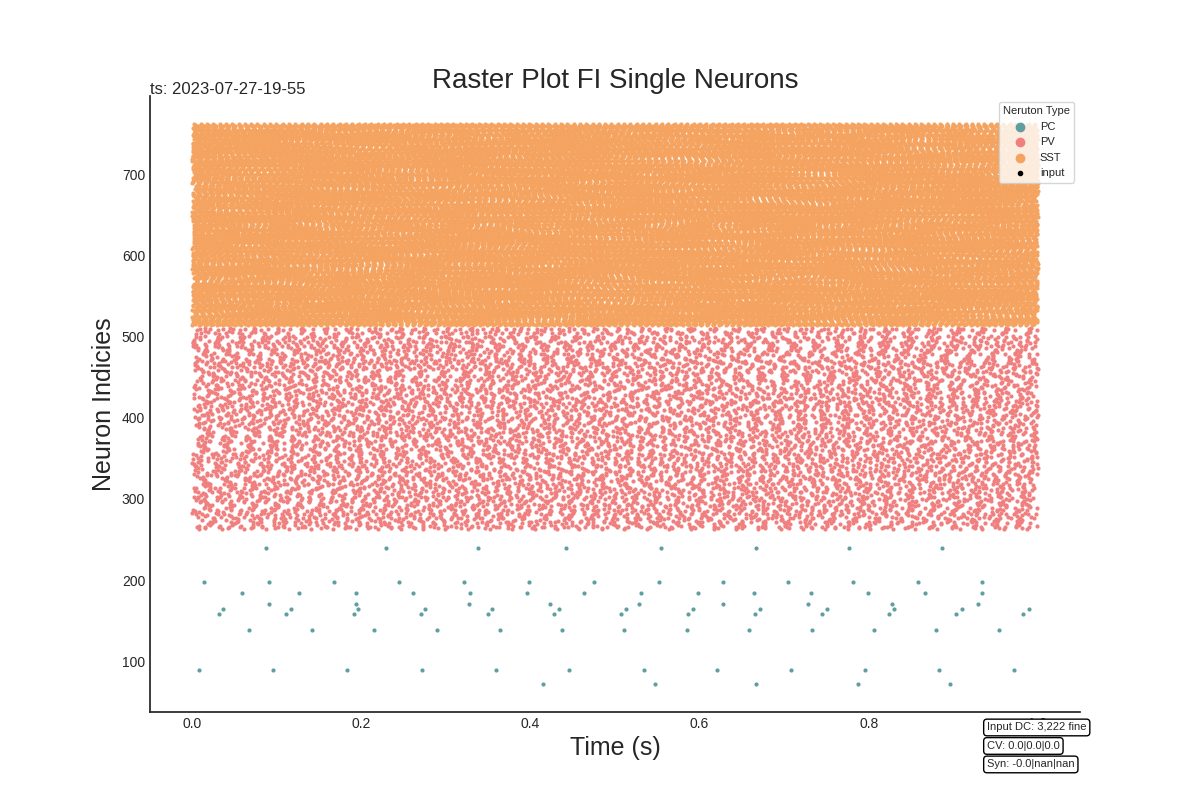 Raster Plot FI Single Neurons
ts: 2023-07-27-19-55
Neruton Type
PC
PV
SST
input
Neuron Indicies
700
600
500
400
300
200
100
0.0
0.2
0.4
0.6
0.8
Time (s)
Input DC: 3,222 fine
CV: 0.0|0.0|0.0
Syn: -0.0|nan|nan